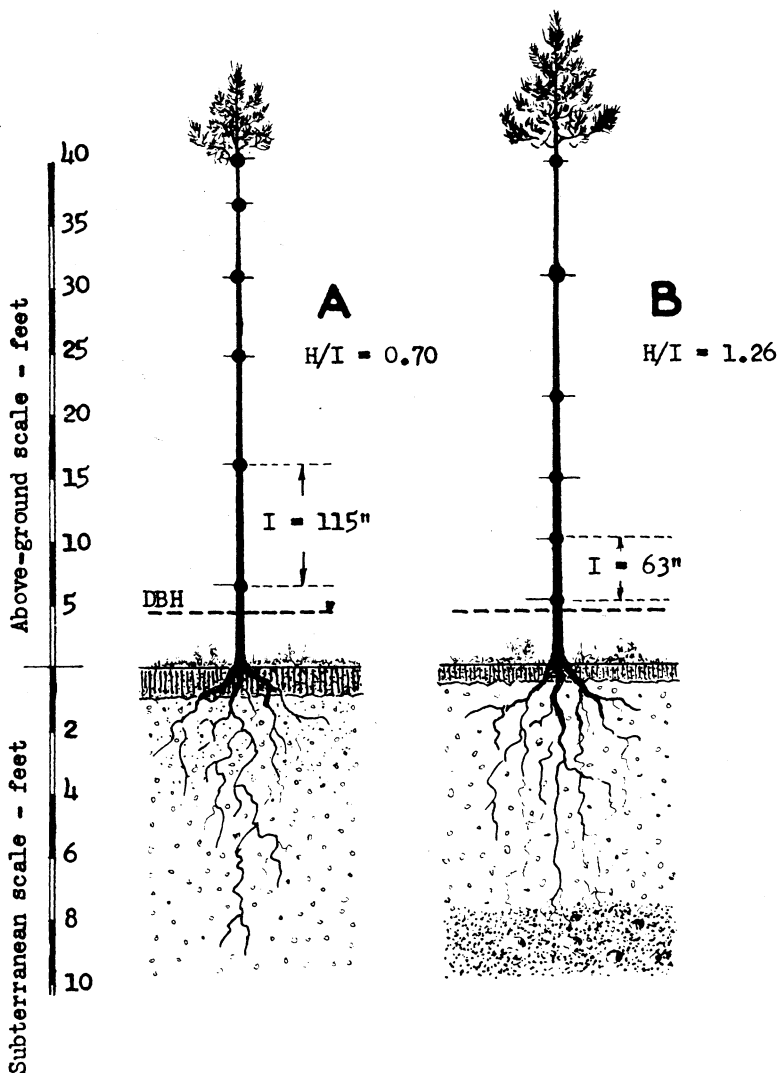 Above-ground scale - feet
40
35
30
25
20
15
10
5
A
H/I = 0.70
I = 115"
DBH
B
H/I = 1.26
I = 63"
Subterranean scale - feet
2
4
6
8
10